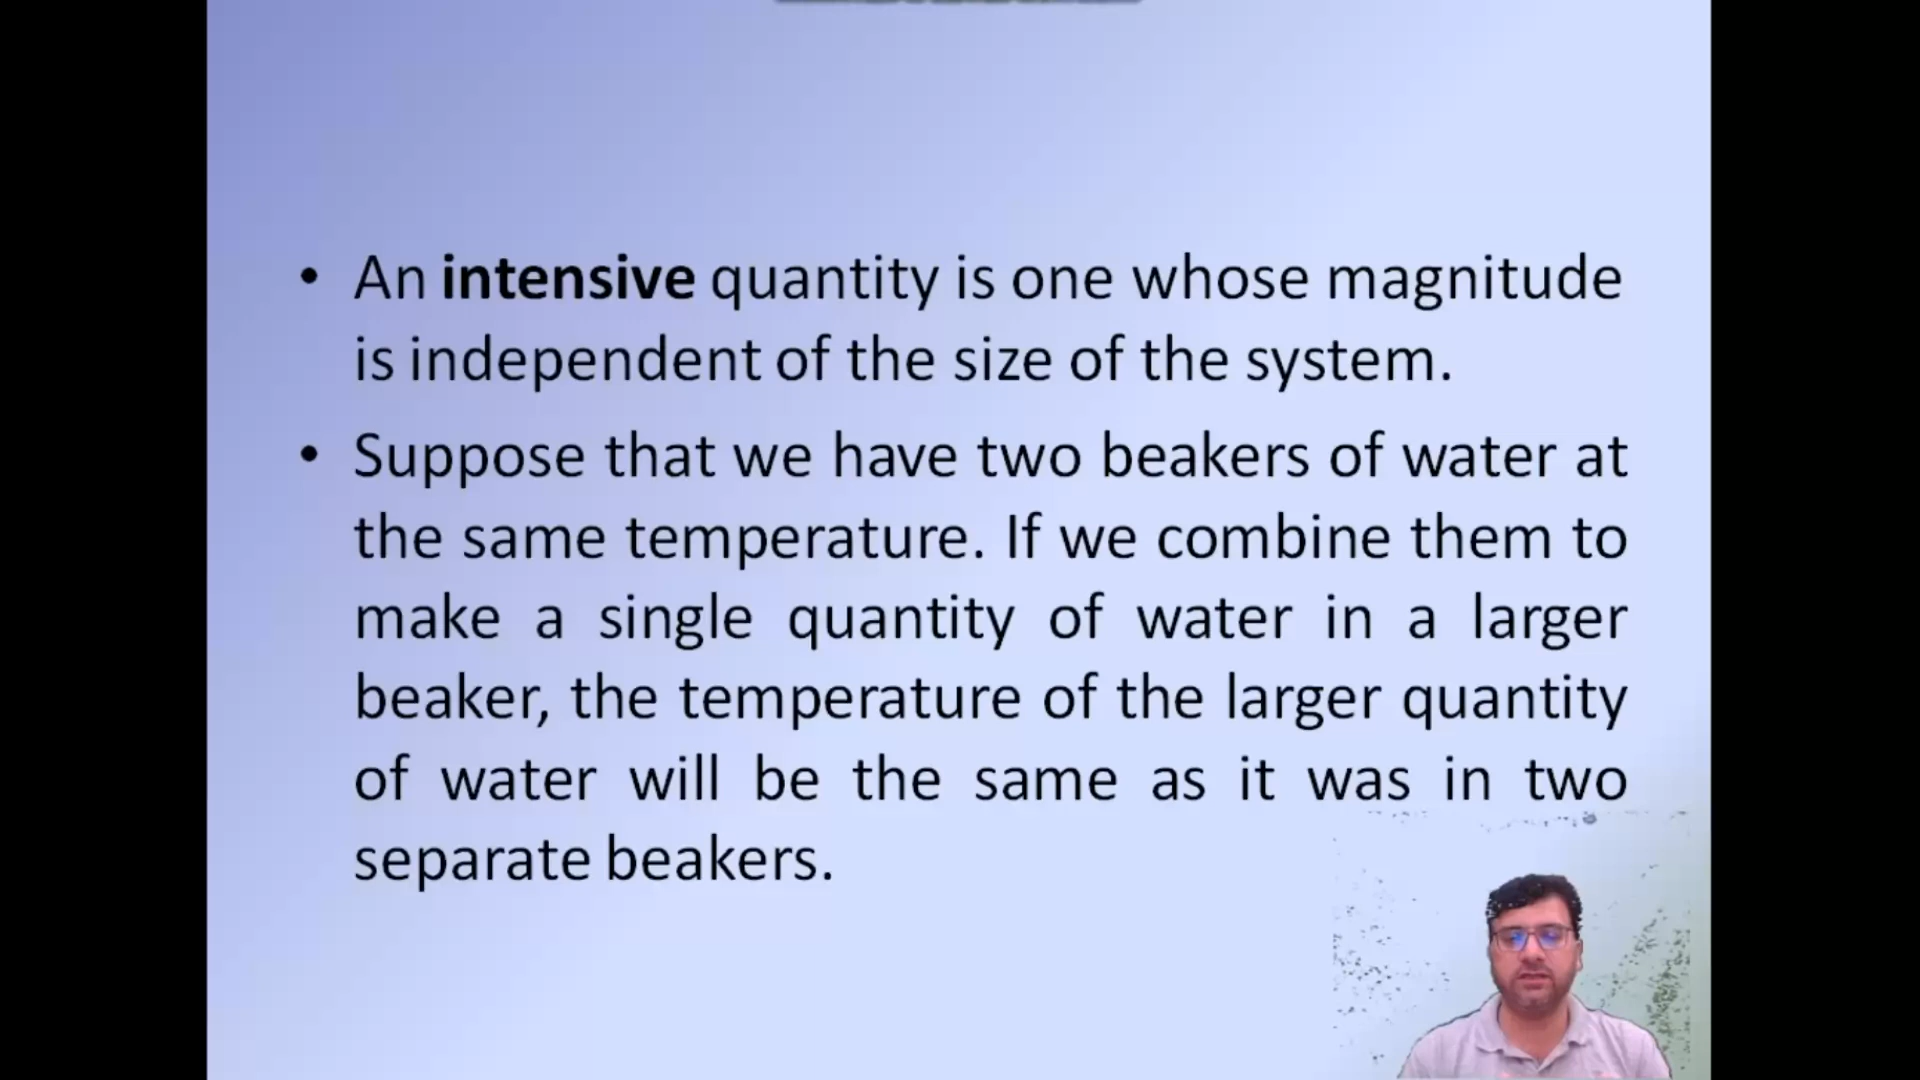 • An intensive quantity is one whose magnitude
is independent of the size of the system.
• Suppose that we have two beakers of water at
the same temperature. If we combine them to
make a single quantity of water in a larger
beaker, the temperature of the larger quantity
of water will be the same as it was in two
separate beakers.